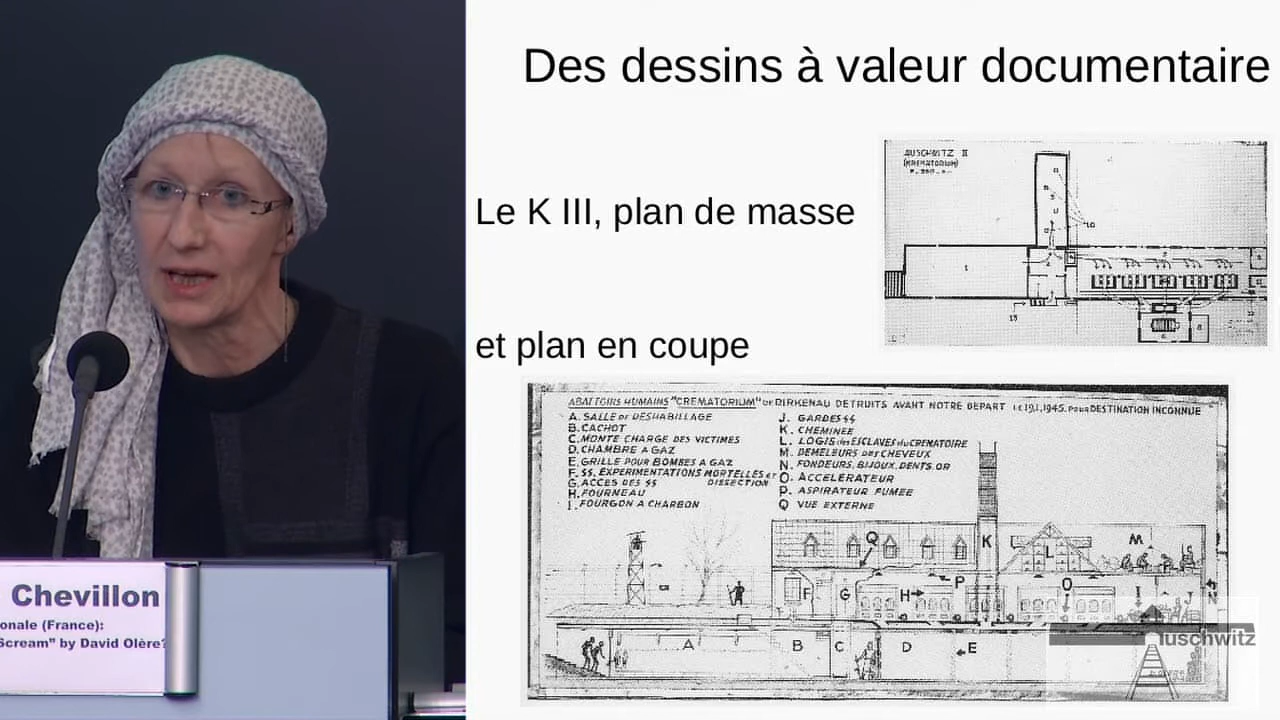 Des dessins à valeur documentaire
AUSCHWITZ II
(KREMATORIUM)
Le K III, plan de masse
et plan en coupe
ABATTOIRS HUMAINS "CREMATORIUM" DE BIRKENAU DETRUITS AVANT NOTRE DEPART LE 19.1.1945. POUR DESTINATION INCONNUE
A. SALLE DE DESHABILLAGE
B. CACHOT
C. MONTE CHARGE DES VICTIMES
D. CHAMBRE A GAZ
E. GRILLE POUR BOMBES A GAZ
F. SS. EXPERIMENTATIONS MORTELLES ET
DISSECTION
G. ACCES DES SS
H. FOURNEAU
I. FOURGON A CHARBON
J. GARDES SS
K. CHEMINEE
L. LOGIS DES ESCLAVES DU CREMATOIRE
M. DEMELEURS DES CHEVEUX
N. FONDEURS, BIJOUX, DENTS, OR
O. ACCELERATEUR
P. ASPIRATEUR FUMEE
Q VUE EXTERNE
Q
K
L
M
F
G
H
P
O
I
J
N
A
B
C
D
E
Auschwitz
Chevillon
onale (France):
Scream" by David Olère?